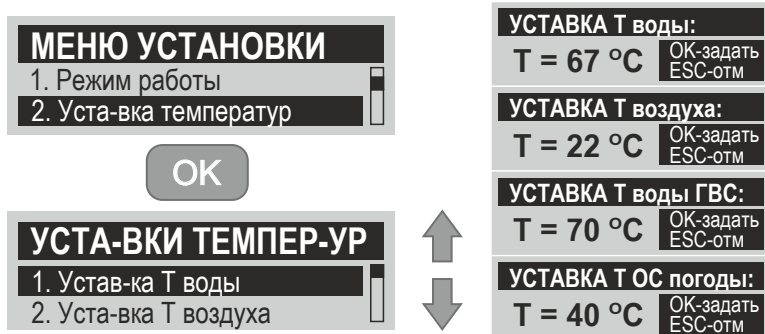 МЕНЮ УСТАНОВКИ
1. Режим работы
2. Уста-вка температур
OK
УСТА-ВКИ ТЕМПЕР-УР
1. Устав-ка Т воды
2. Уста-вка Т воздуха
УСТАВКА Т воды:
T = 67 °C
OK-задать
ESC-отм
УСТАВКА Т воздуха:
T = 22 °C
OK-задать
ESC-отм
УСТАВКА Т воды ГВС:
T = 70 °C
OK-задать
ESC-отм
УСТАВКА Т ОС погоды:
T = 40 °C
OK-задать
ESC-отм